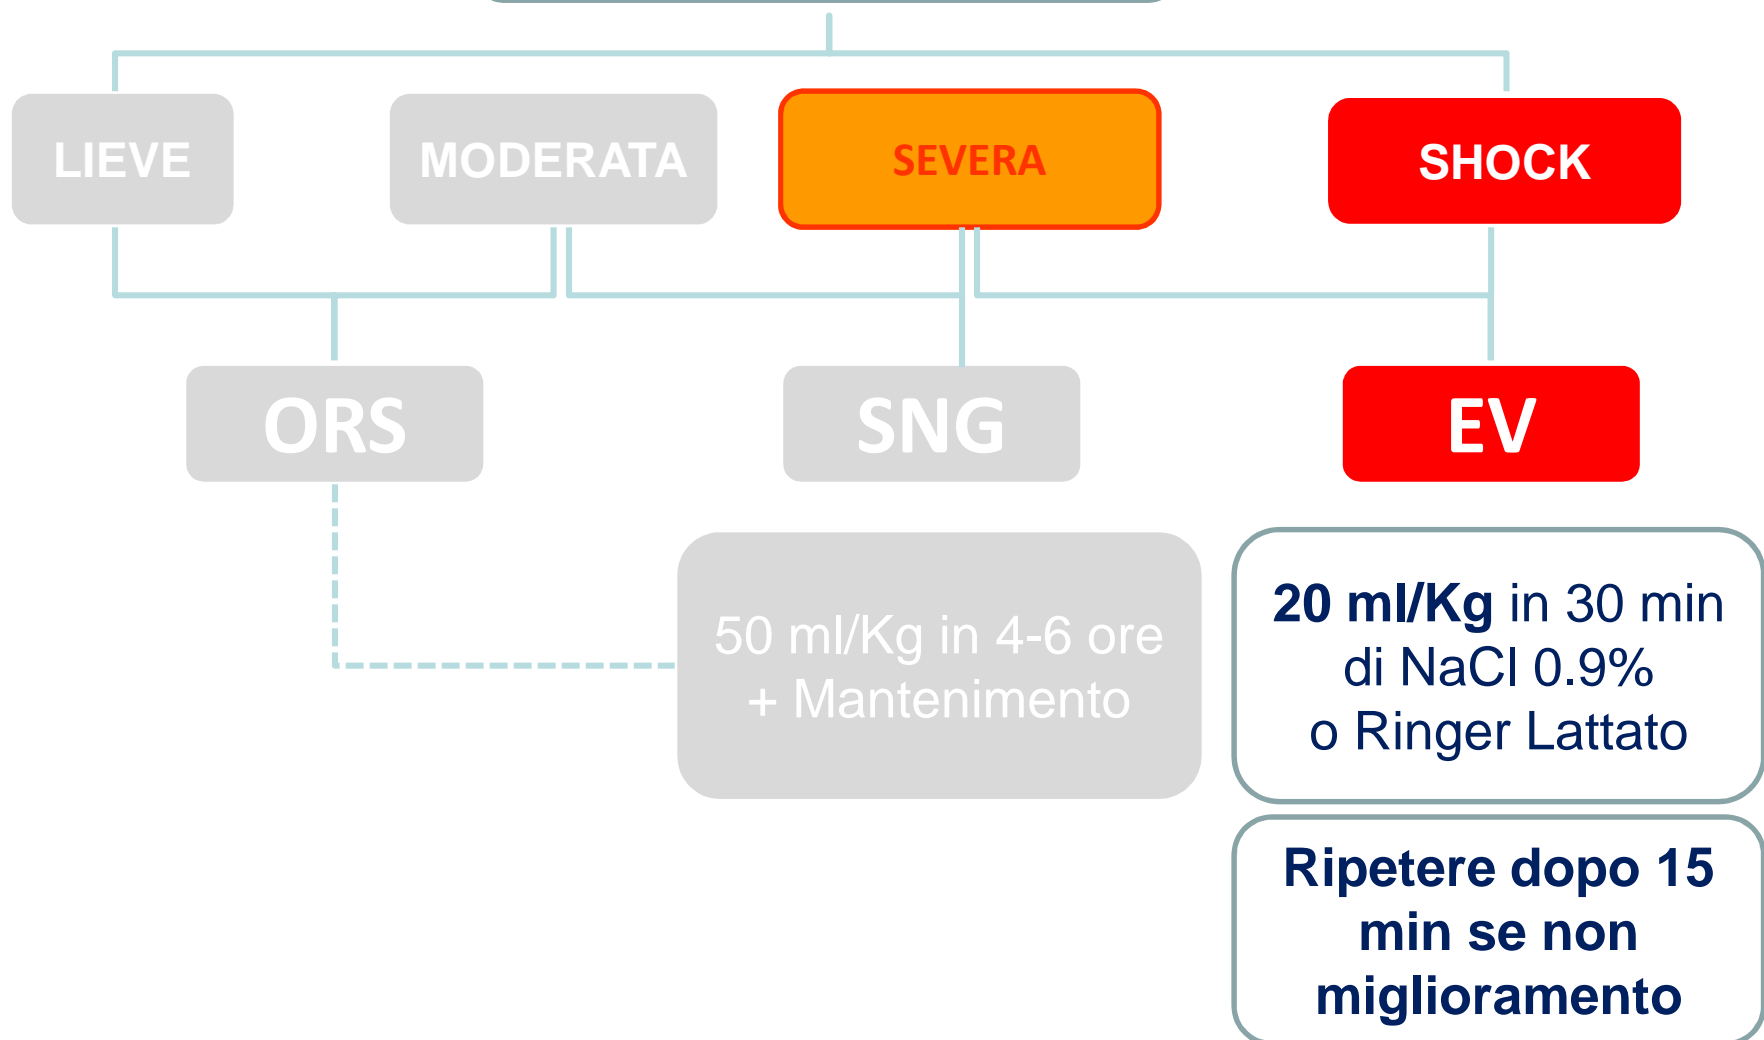 LIEVE
MODERATA
SEVERA
SHOCK
ORS
SNG
EV
50 ml/Kg in 4-6 ore
+ Mantenimento
20 ml/Kg in 30 min
di NaCl 0.9%
o Ringer Lattato
Ripetere dopo 15
min se non
miglioramento